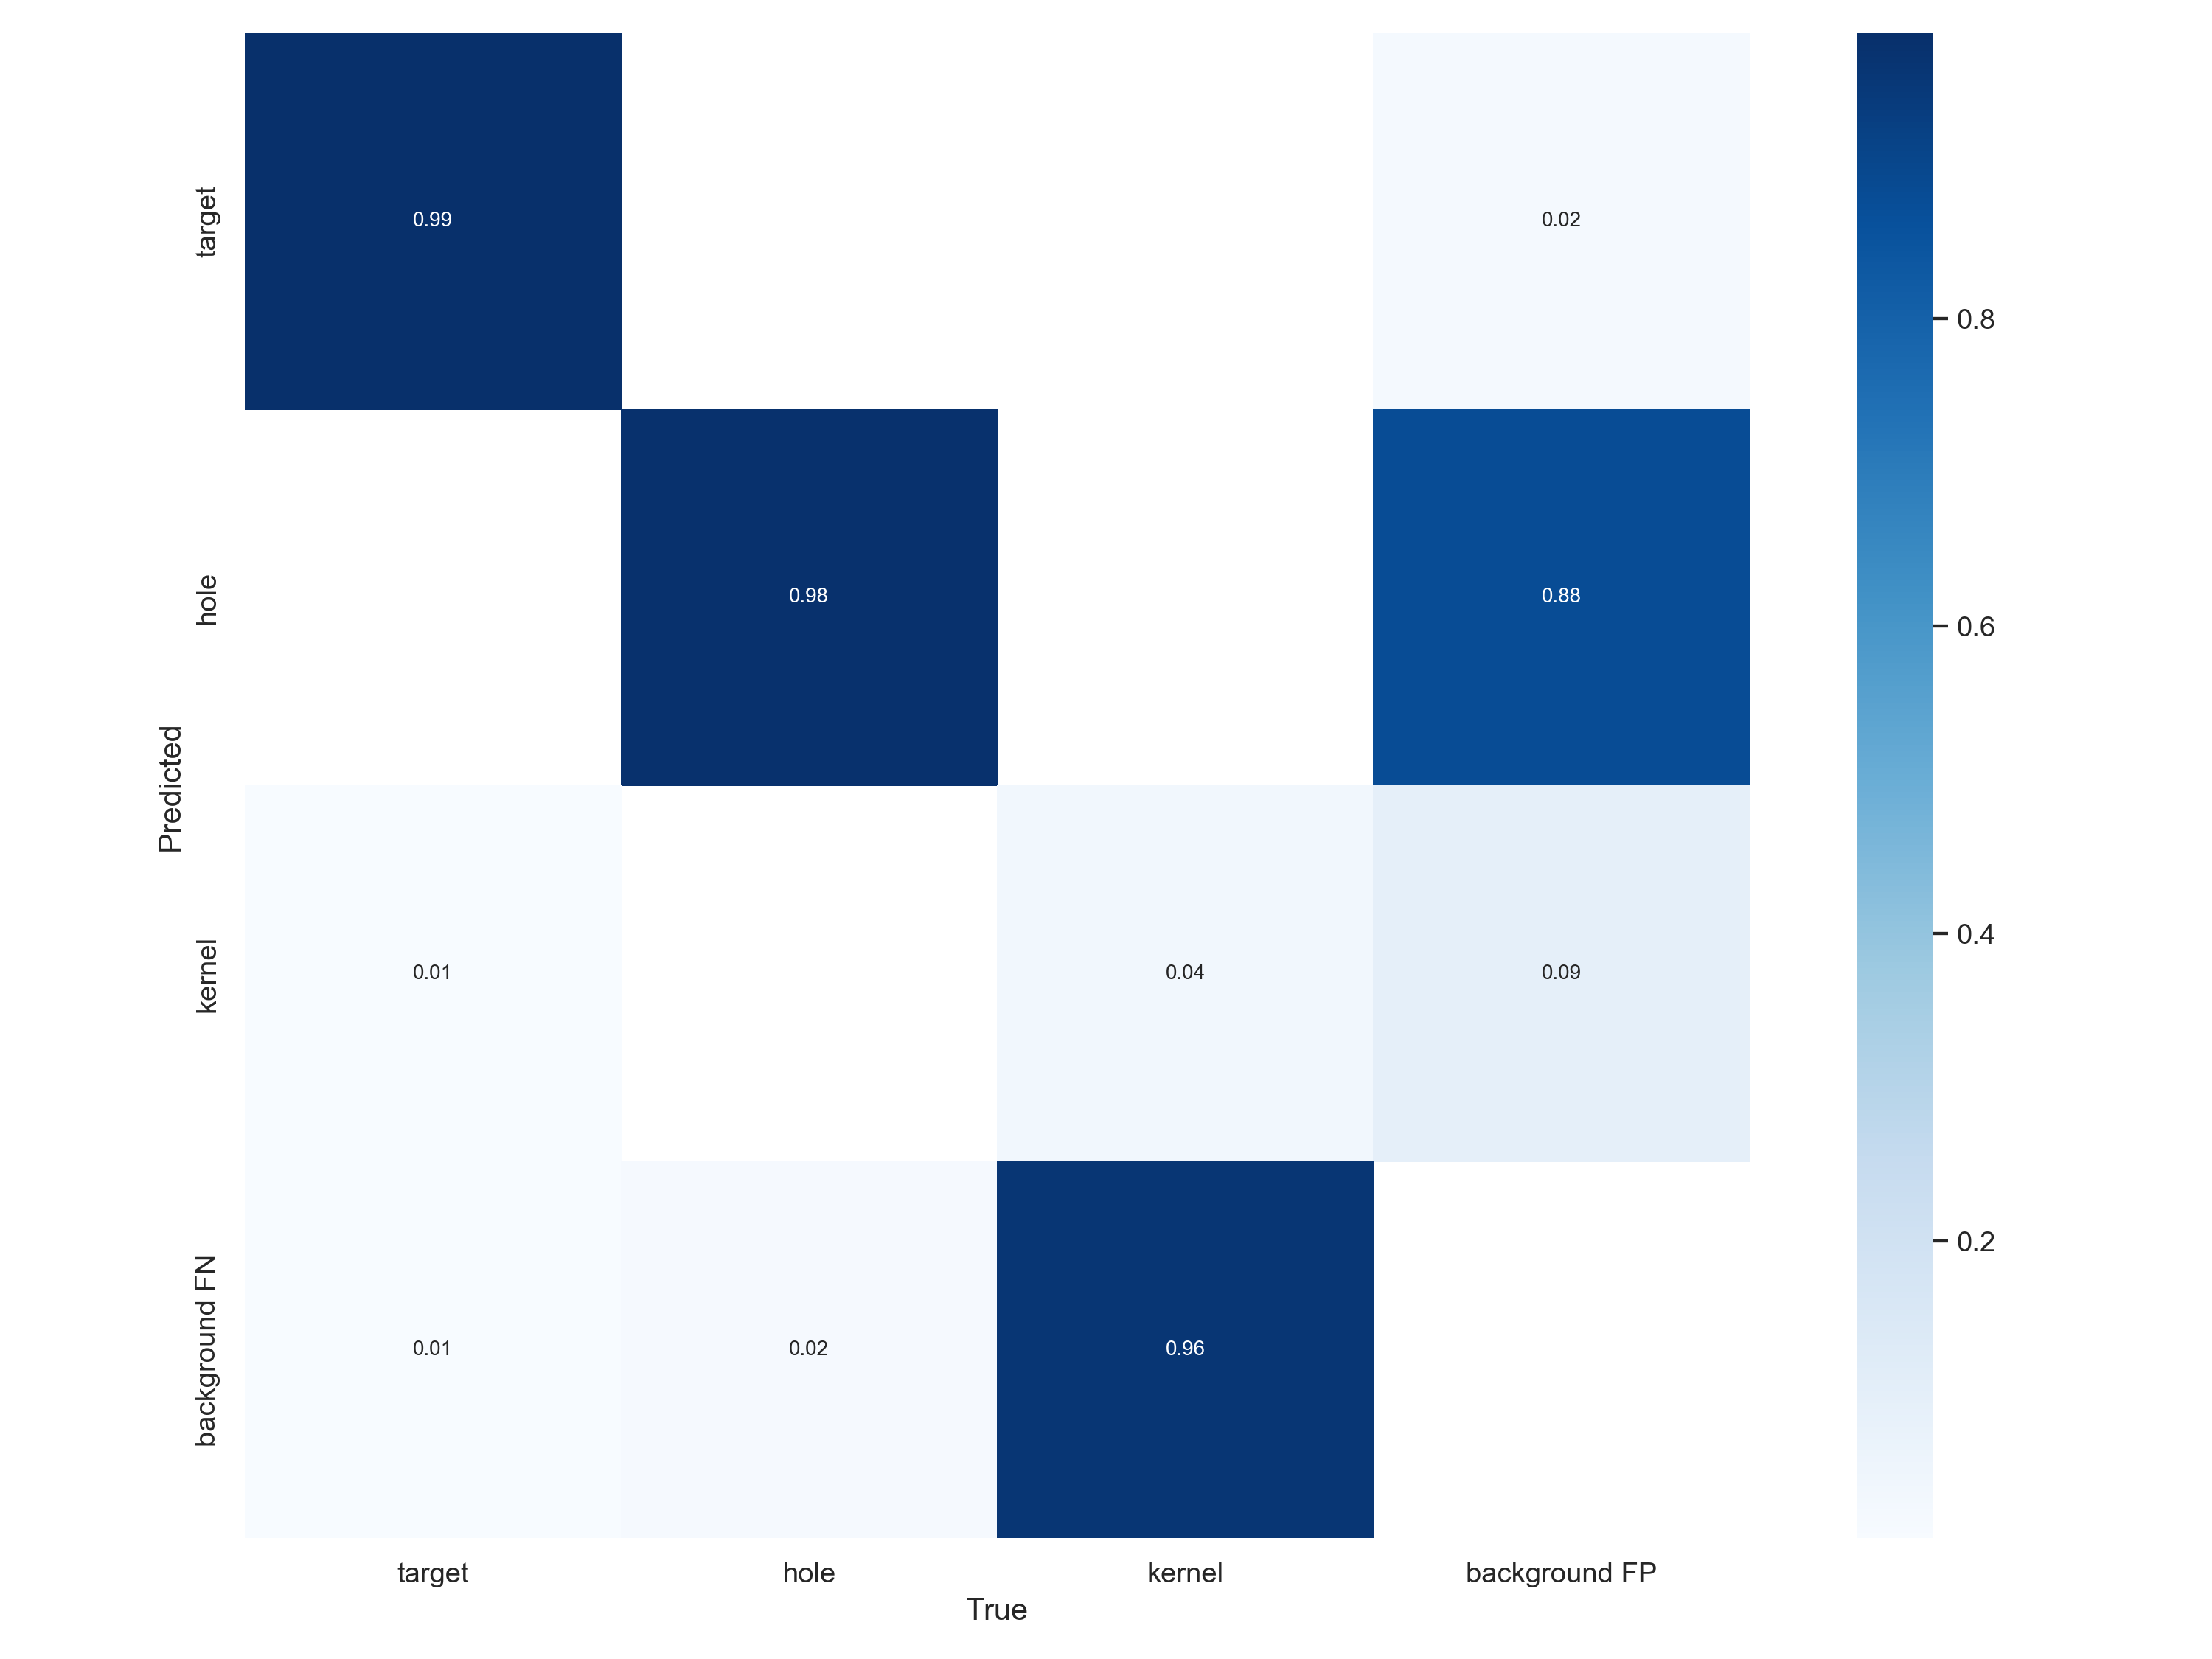 target
0.99
0.02
0.8
hole
0.98
0.88
0.6
Predicted
kernel
0.01
0.04
0.09
0.4
background FN
0.01
0.02
0.96
0.2
target
hole
kernel
background FP
True